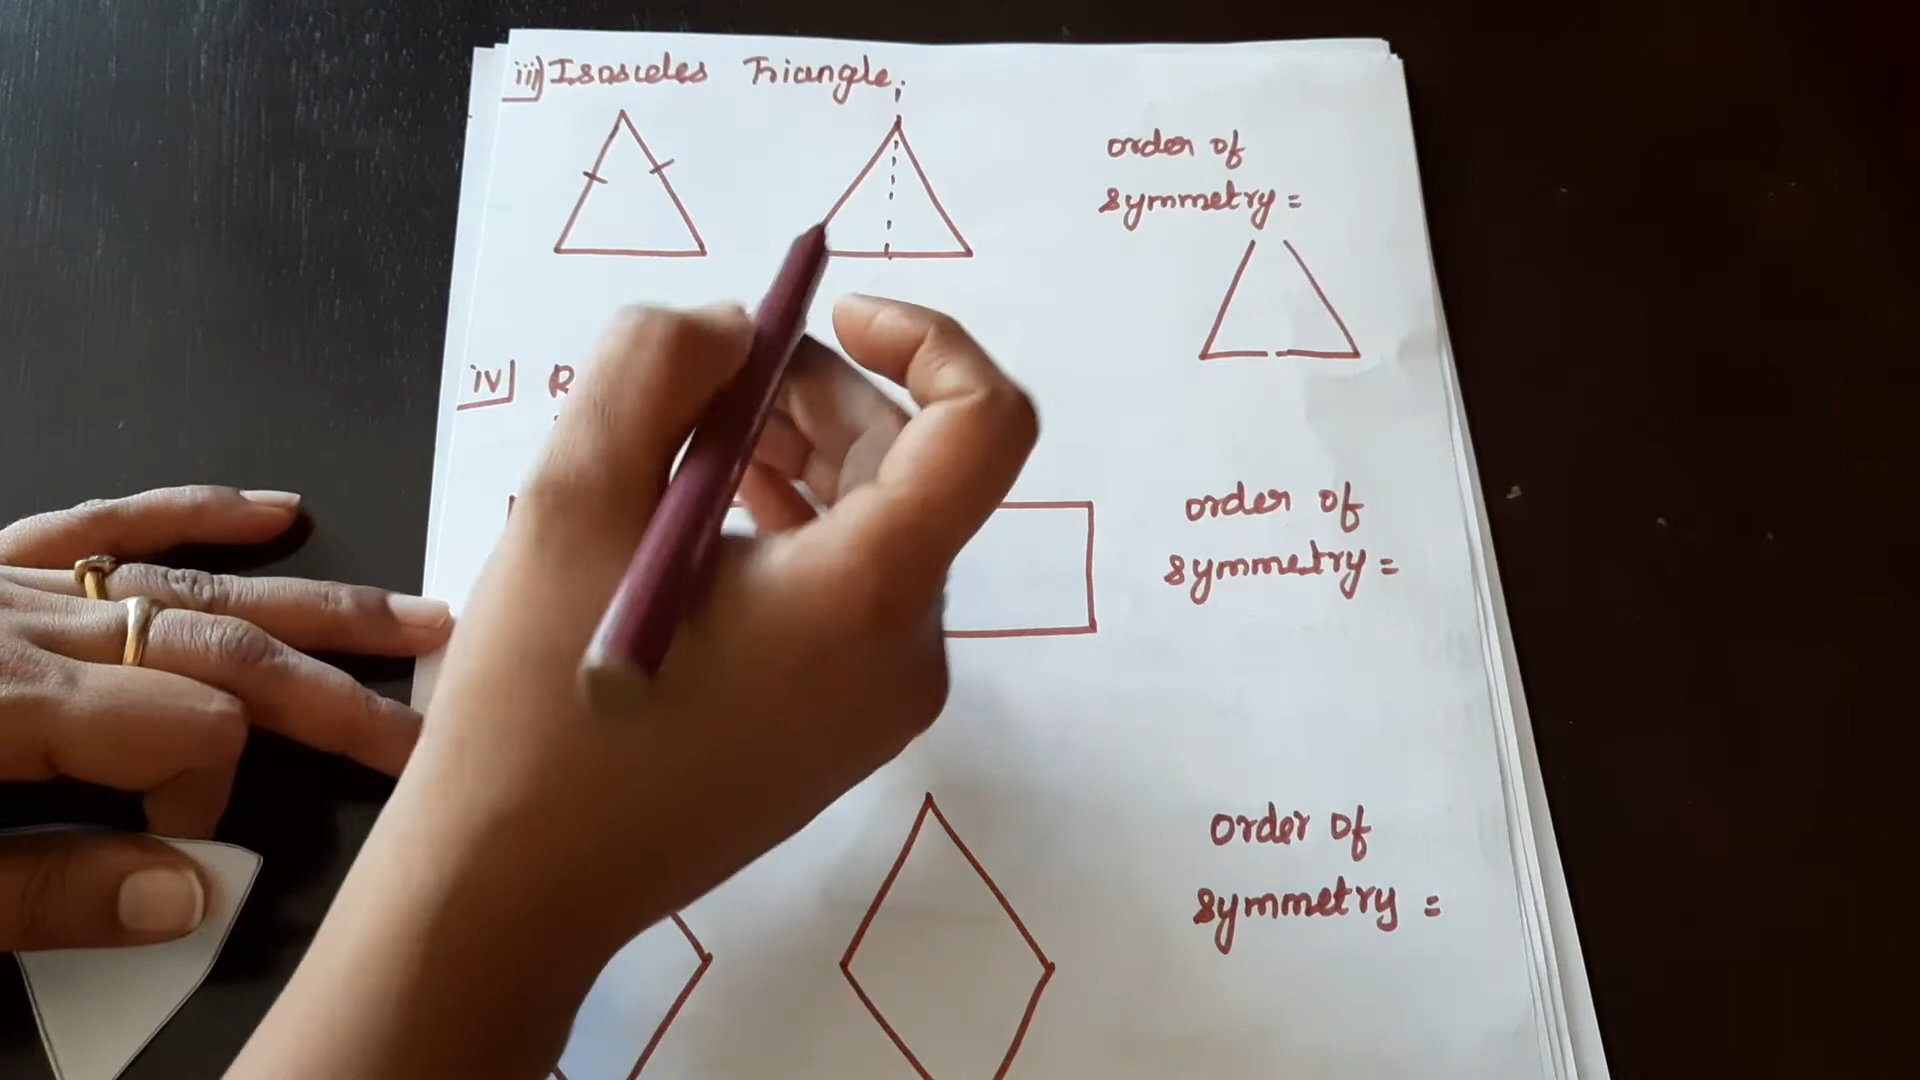 iii) Isosceles Triangle.
order of
symmetry =
iv) R
order of
symmetry =
order of
symmetry =